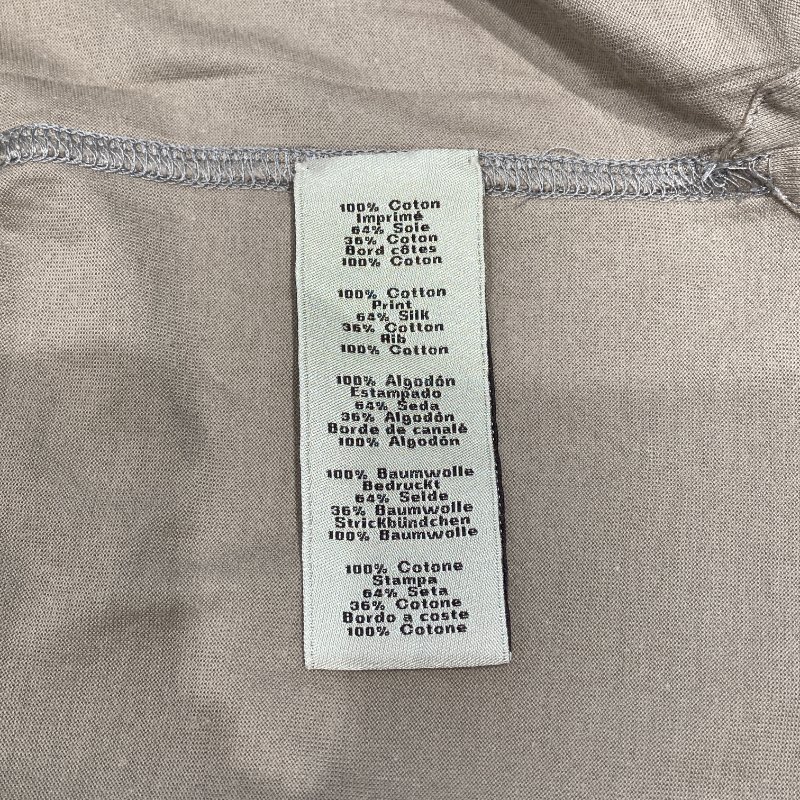 100% Coton
Imprimé
64% Soie
36% Coton
Bord côtes
100% Coton
100% Cotton
Print
64% Silk
36% Cotton
Rib
100% Cotton
100% Algodón
Estampado
64% Seda
36% Algodón
Borde de canalé
100% Algodón
100% Baumwolle
Bedruckt
64% Seide
36% Baumwolle
Strickbündchen
100% Baumwolle
100% Cotone
Stampa
64% Seta
36% Cotone
Bordo a coste
100% Cotone